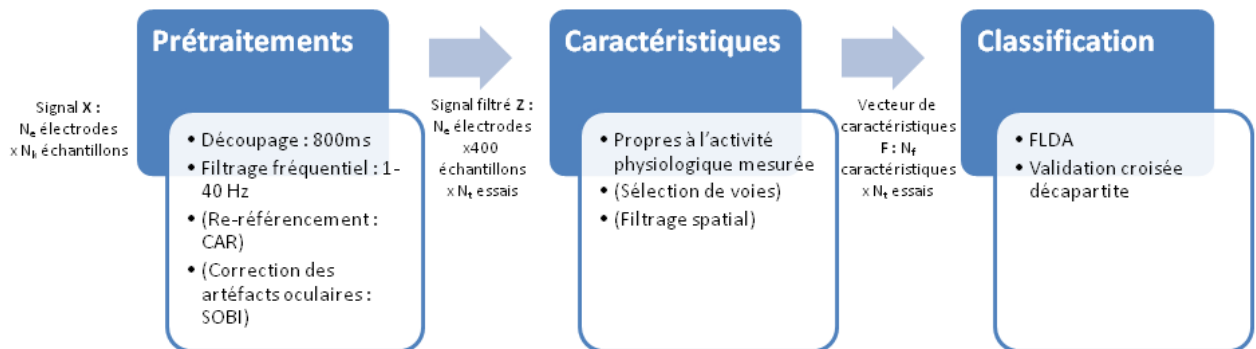 Signal X :
Ne électrodes
x Nk échantillons
Prétraitements
• Découpage : 800ms
• Filtrage fréquentiel : 1-
40 Hz
• (Re-référencement :
CAR)
• (Correction des
artéfacts oculaires :
SOBI)
Signal filtré Z :
Ne électrodes
x400
échantillons
x Nt essais
Caractéristiques
• Propres à l'activité
physiologique mesurée
• (Sélection de voies)
• (Filtrage spatial)
Vecteur de
caractéristiques
F : Nf
caractéristiques
x Nt essais
Classification
• FLDA
• Validation croisée
décapartite